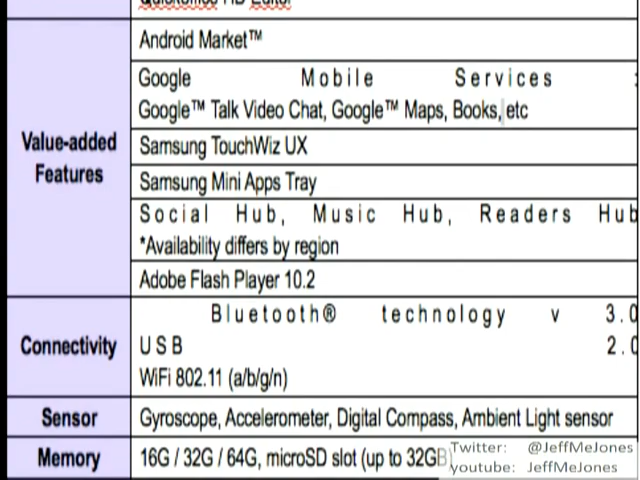 Quickoffice HD Editor
Android Market™
Google Mobile Services :
Google™ Talk Video Chat, Google™ Maps, Books, etc
Samsung TouchWiz UX
Value-added
Features
Samsung Mini Apps Tray
Social Hub, Music Hub, Readers Hub
*Availability differs by region
Adobe Flash Player 10.2
Bluetooth® technology v 3.0
Connectivity
USB 2.0
WiFi 802.11 (a/b/g/n)
Sensor
Gyroscope, Accelerometer, Digital Compass, Ambient Light sensor
Memory
16G / 32G / 64G, microSD slot (up to 32GB)
Twitter: @JeffMeJones
youtube: JeffMeJones